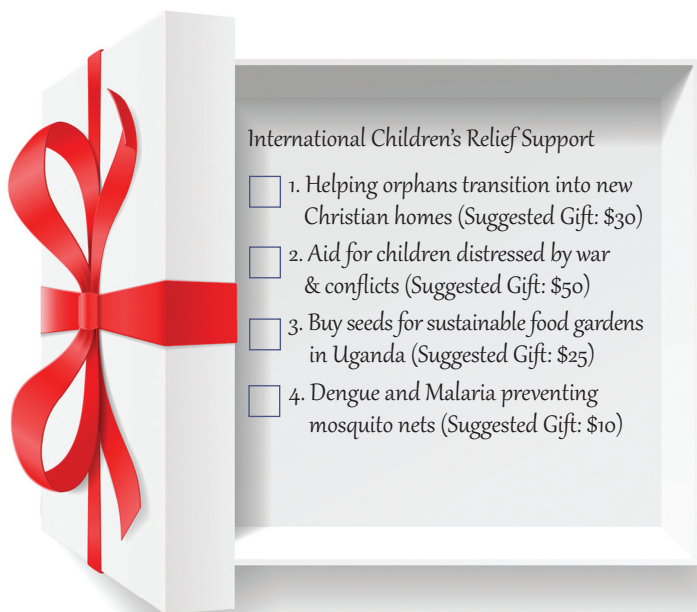 International Children's Relief Support
1. Helping orphans transition into new
Christian homes (Suggested Gift: $30)
2. Aid for children distressed by war
& conflicts (Suggested Gift: $50)
3. Buy seeds for sustainable food gardens
in Uganda (Suggested Gift: $25)
4. Dengue and Malaria preventing
mosquito nets (Suggested Gift: $10)